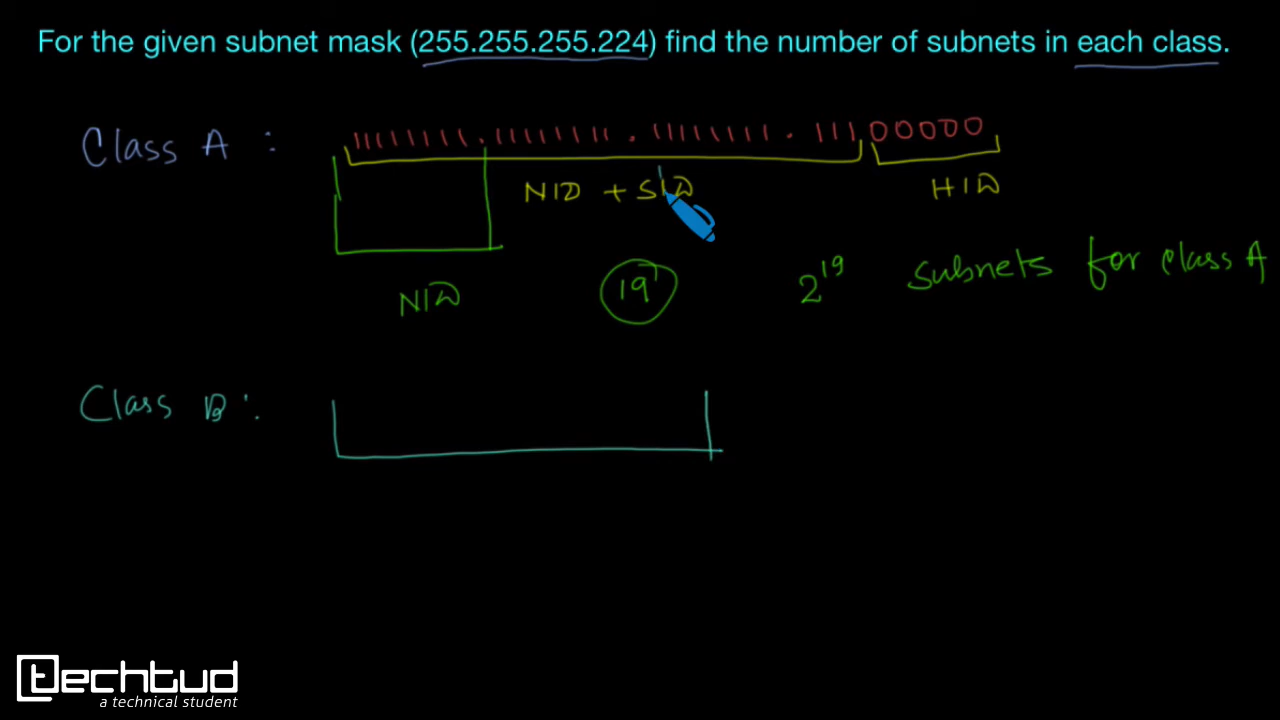 For the given subnet mask (255.255.255.224) find the number of subnets in each class.
Class A : 11111111.11111111.11111111.11100000
NID + SID HID
NID 19 2^19 subnets for class A
Class B :
techtud
a technical student